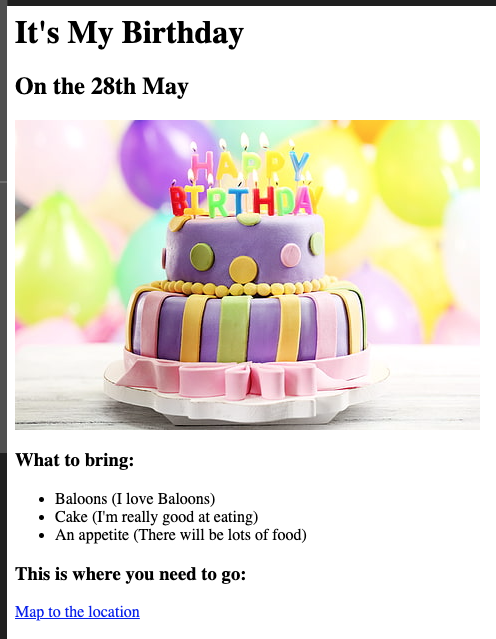 It's My Birthday
On the 28th May
HAPPY
BIRTHDAY
What to bring:
Baloons (I love Baloons)
Cake (I'm really good at eating)
An appetite (There will be lots of food)
This is where you need to go:
Map to the location